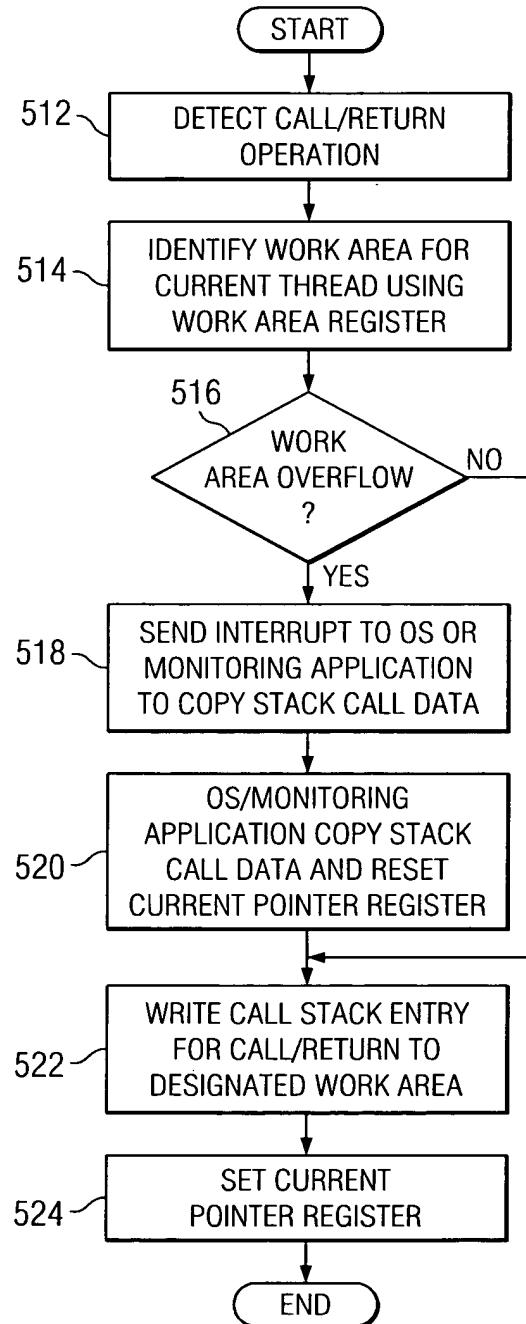 START
512
DETECT CALL/RETURN
OPERATION
514
IDENTIFY WORK AREA FOR
CURRENT THREAD USING
WORK AREA REGISTER
516
WORK
AREA OVERFLOW
?
NO
YES
518
SEND INTERRUPT TO OS OR
MONITORING APPLICATION
TO COPY STACK CALL DATA
520
OS/MONITORING
APPLICATION COPY STACK
CALL DATA AND RESET
CURRENT POINTER REGISTER
522
WRITE CALL STACK ENTRY
FOR CALL/RETURN TO
DESIGNATED WORK AREA
524
SET CURRENT
POINTER REGISTER
END